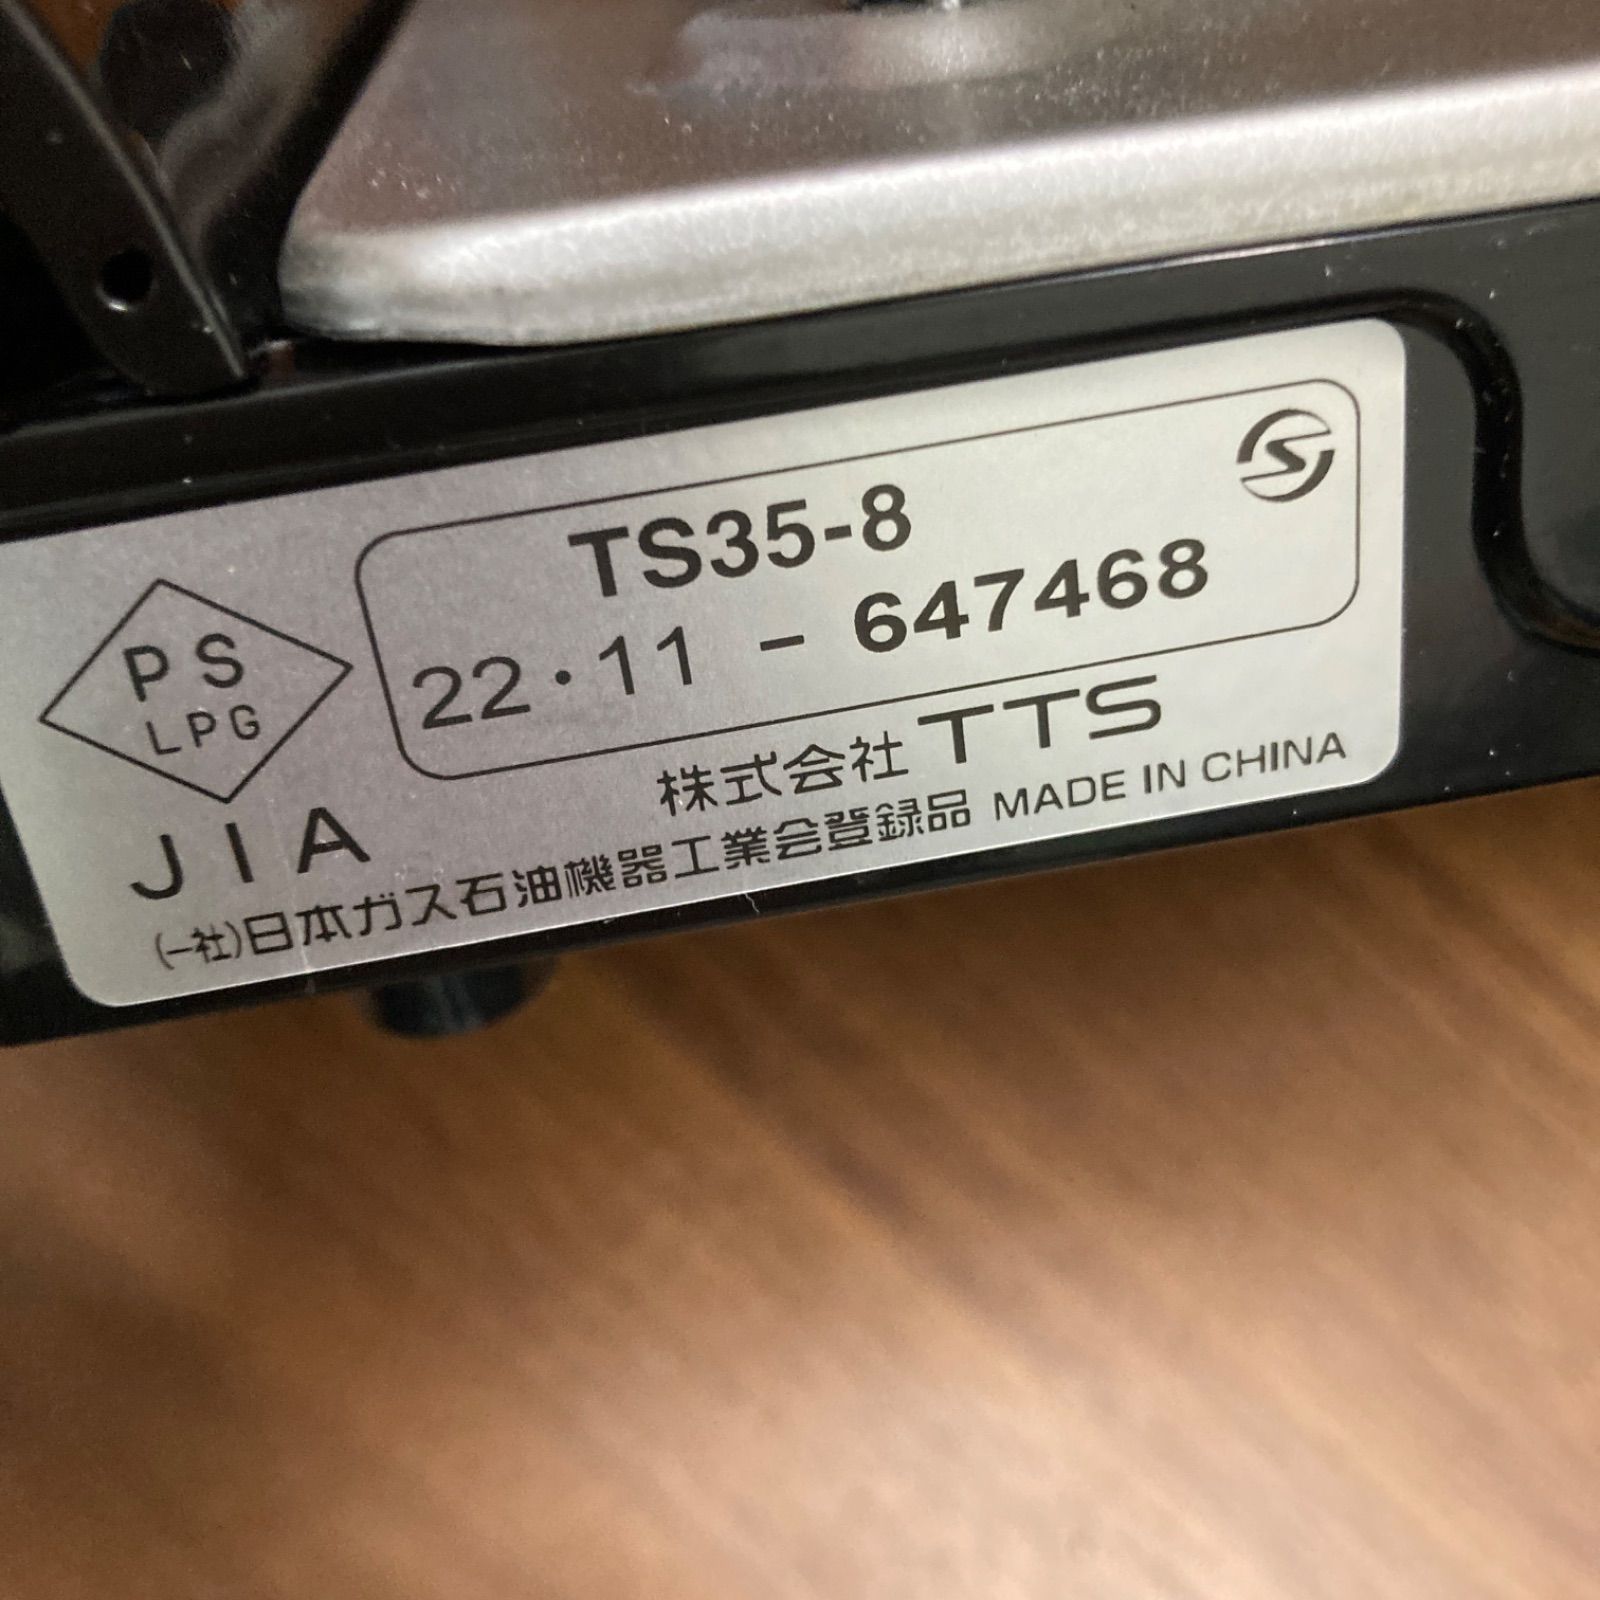 TS35-8
22・11 - 647468
PS
LPG
株式会社 TTS
JIA
(一社)日本ガス石油機器工業会登録品 MADE IN CHINA